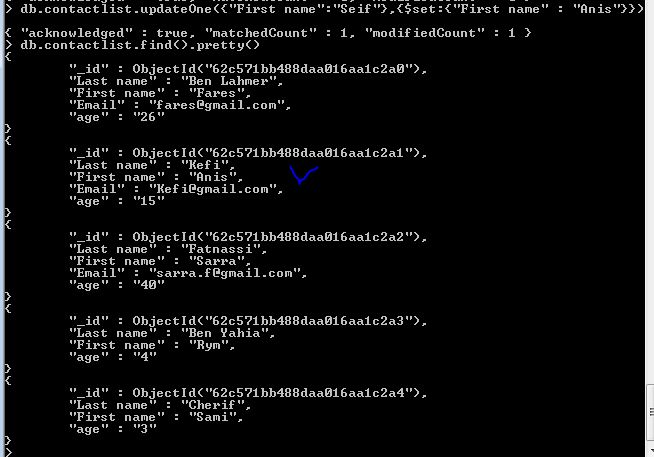 > db.contactlist.updateOne({"First name":"Seif"},{$set:{"First name" : "Anis"}})
{ "acknowledged" : true, "matchedCount" : 1, "modifiedCount" : 1 }
> db.contactlist.find().pretty()
{
"_id" : ObjectId("62c571bb488daa016aa1c2a0"),
"Last name" : "Ben Lahmer",
"First name" : "Fares",
"Email" : "fares@gmail.com",
"age" : "26"
}
{
"_id" : ObjectId("62c571bb488daa016aa1c2a1"),
"Last name" : "Kefi",
"First name" : "Anis",
"Email" : "Kefi@gmail.com",
"age" : "15"
}
{
"_id" : ObjectId("62c571bb488daa016aa1c2a2"),
"Last name" : "Fatnassi",
"First name" : "Sarra",
"Email" : "sarra.f@gmail.com",
"age" : "40"
}
{
"_id" : ObjectId("62c571bb488daa016aa1c2a3"),
"Last name" : "Ben Yahia",
"First name" : "Rym",
"age" : "4"
}
{
"_id" : ObjectId("62c571bb488daa016aa1c2a4"),
"Last name" : "Cherif",
"First name" : "Sami",
"age" : "3"
}
>